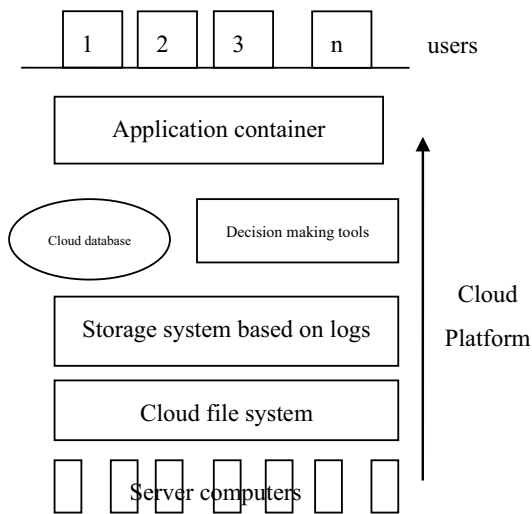 1 2 3 n users
Application container
Cloud database
Decision making tools
Storage system based on logs
Cloud
Platform
Cloud file system
Server computers